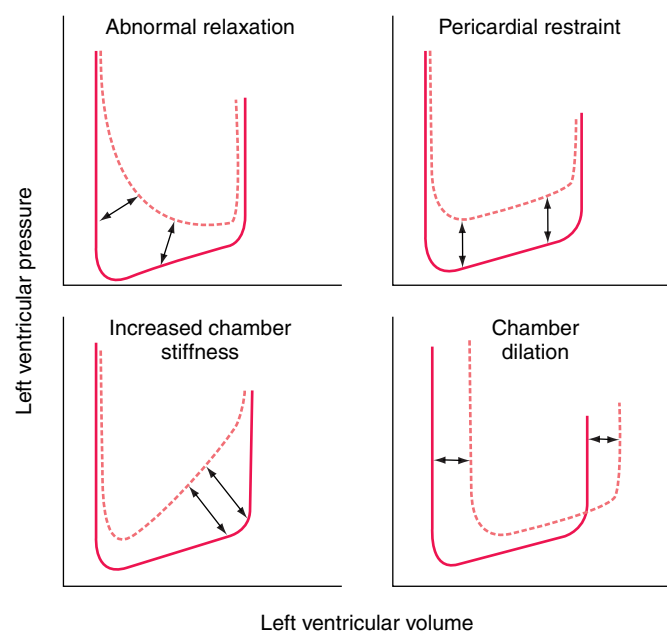 Abnormal relaxation
Pericardial restraint
Left ventricular pressure
Increased chamber
stiffness
Chamber
dilation
Left ventricular volume